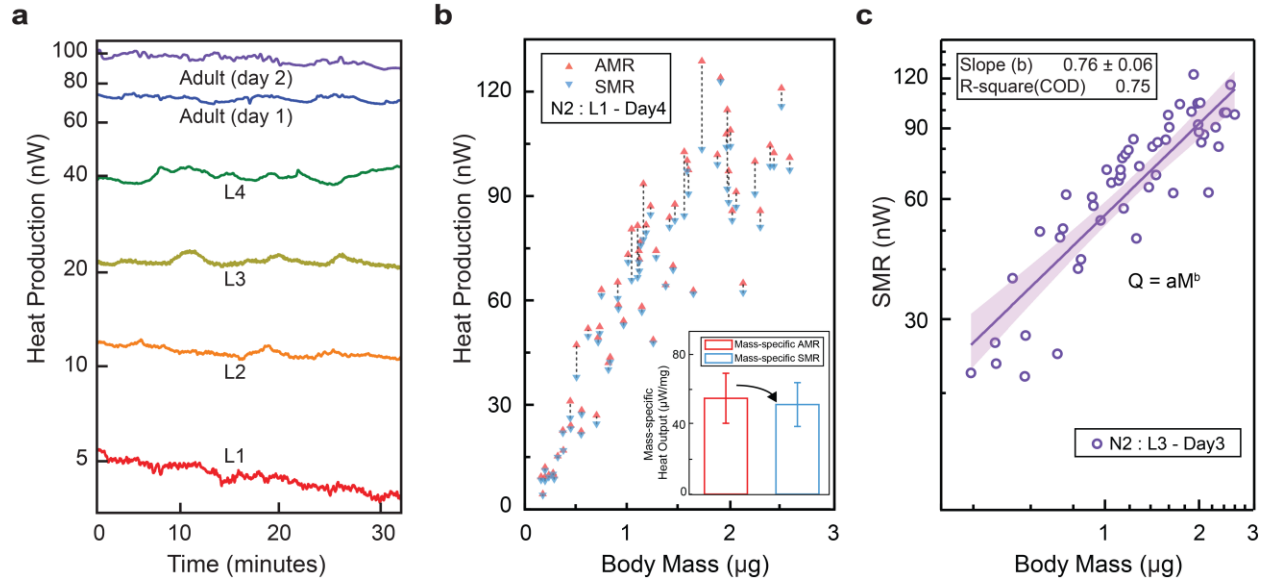 a
Heat Production (nW)
100
80
60
40
20
10
5
Adult (day 2)
Adult (day 1)
L4
L3
L2
L1
0
10
20
30
Time (minutes)
b
Heat Production (nW)
120
90
60
30
0
AMR
SMR
N2 : L1 - Day4
Mass-specific
Heat Output (µW/mg)
80
40
0
Mass-specific AMR
Mass-specific SMR
0
1
2
3
Body Mass (µg)
c
SMR (nW)
120
90
60
30
Slope (b) 0.76 ± 0.06
R-square(COD) 0.75
Q = aMᵇ
N2 : L3 - Day3
1
2
3
Body Mass (µg)